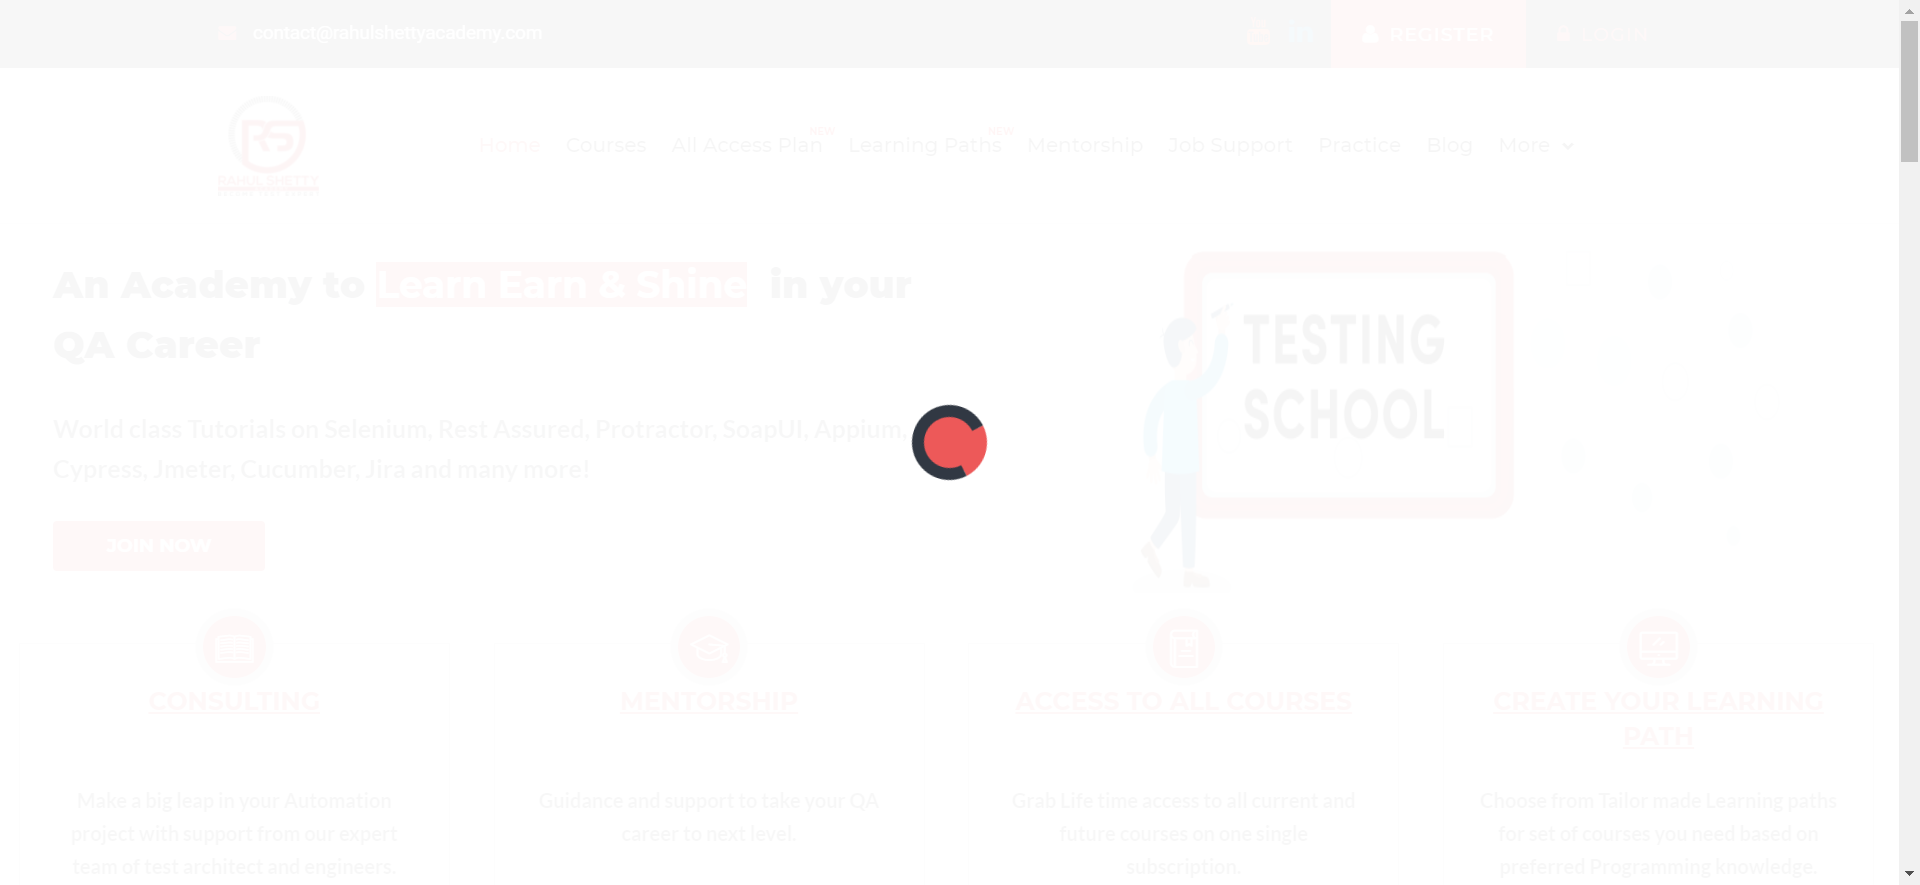 contact@rahulshettyacademy.com
REGISTER
LOGIN
RAHUL SHETTY
Home Courses All Access Plan NEW Learning Paths NEW Mentorship Job Support Practice Blog More
An Academy to Learn Earn & Shine in your
QA Career
World class Tutorials on Selenium, Rest Assured, Protractor, SoapUI, Appium,
Cypress, Jmeter, Cucumber, Jira and many more!
JOIN NOW
TESTING
SCHOOL
CONSULTING
Make a big leap in your Automation
project with support from our expert
team of test architect and engineers.
MENTORSHIP
Guidance and support to take your QA
career to next level.
ACCESS TO ALL COURSES
Grab Life time access to all current and
future courses on one single
subscription.
CREATE YOUR LEARNING
PATH
Choose from Tailor made Learning paths
for set of courses you need based on
preferred Programming knowledge.